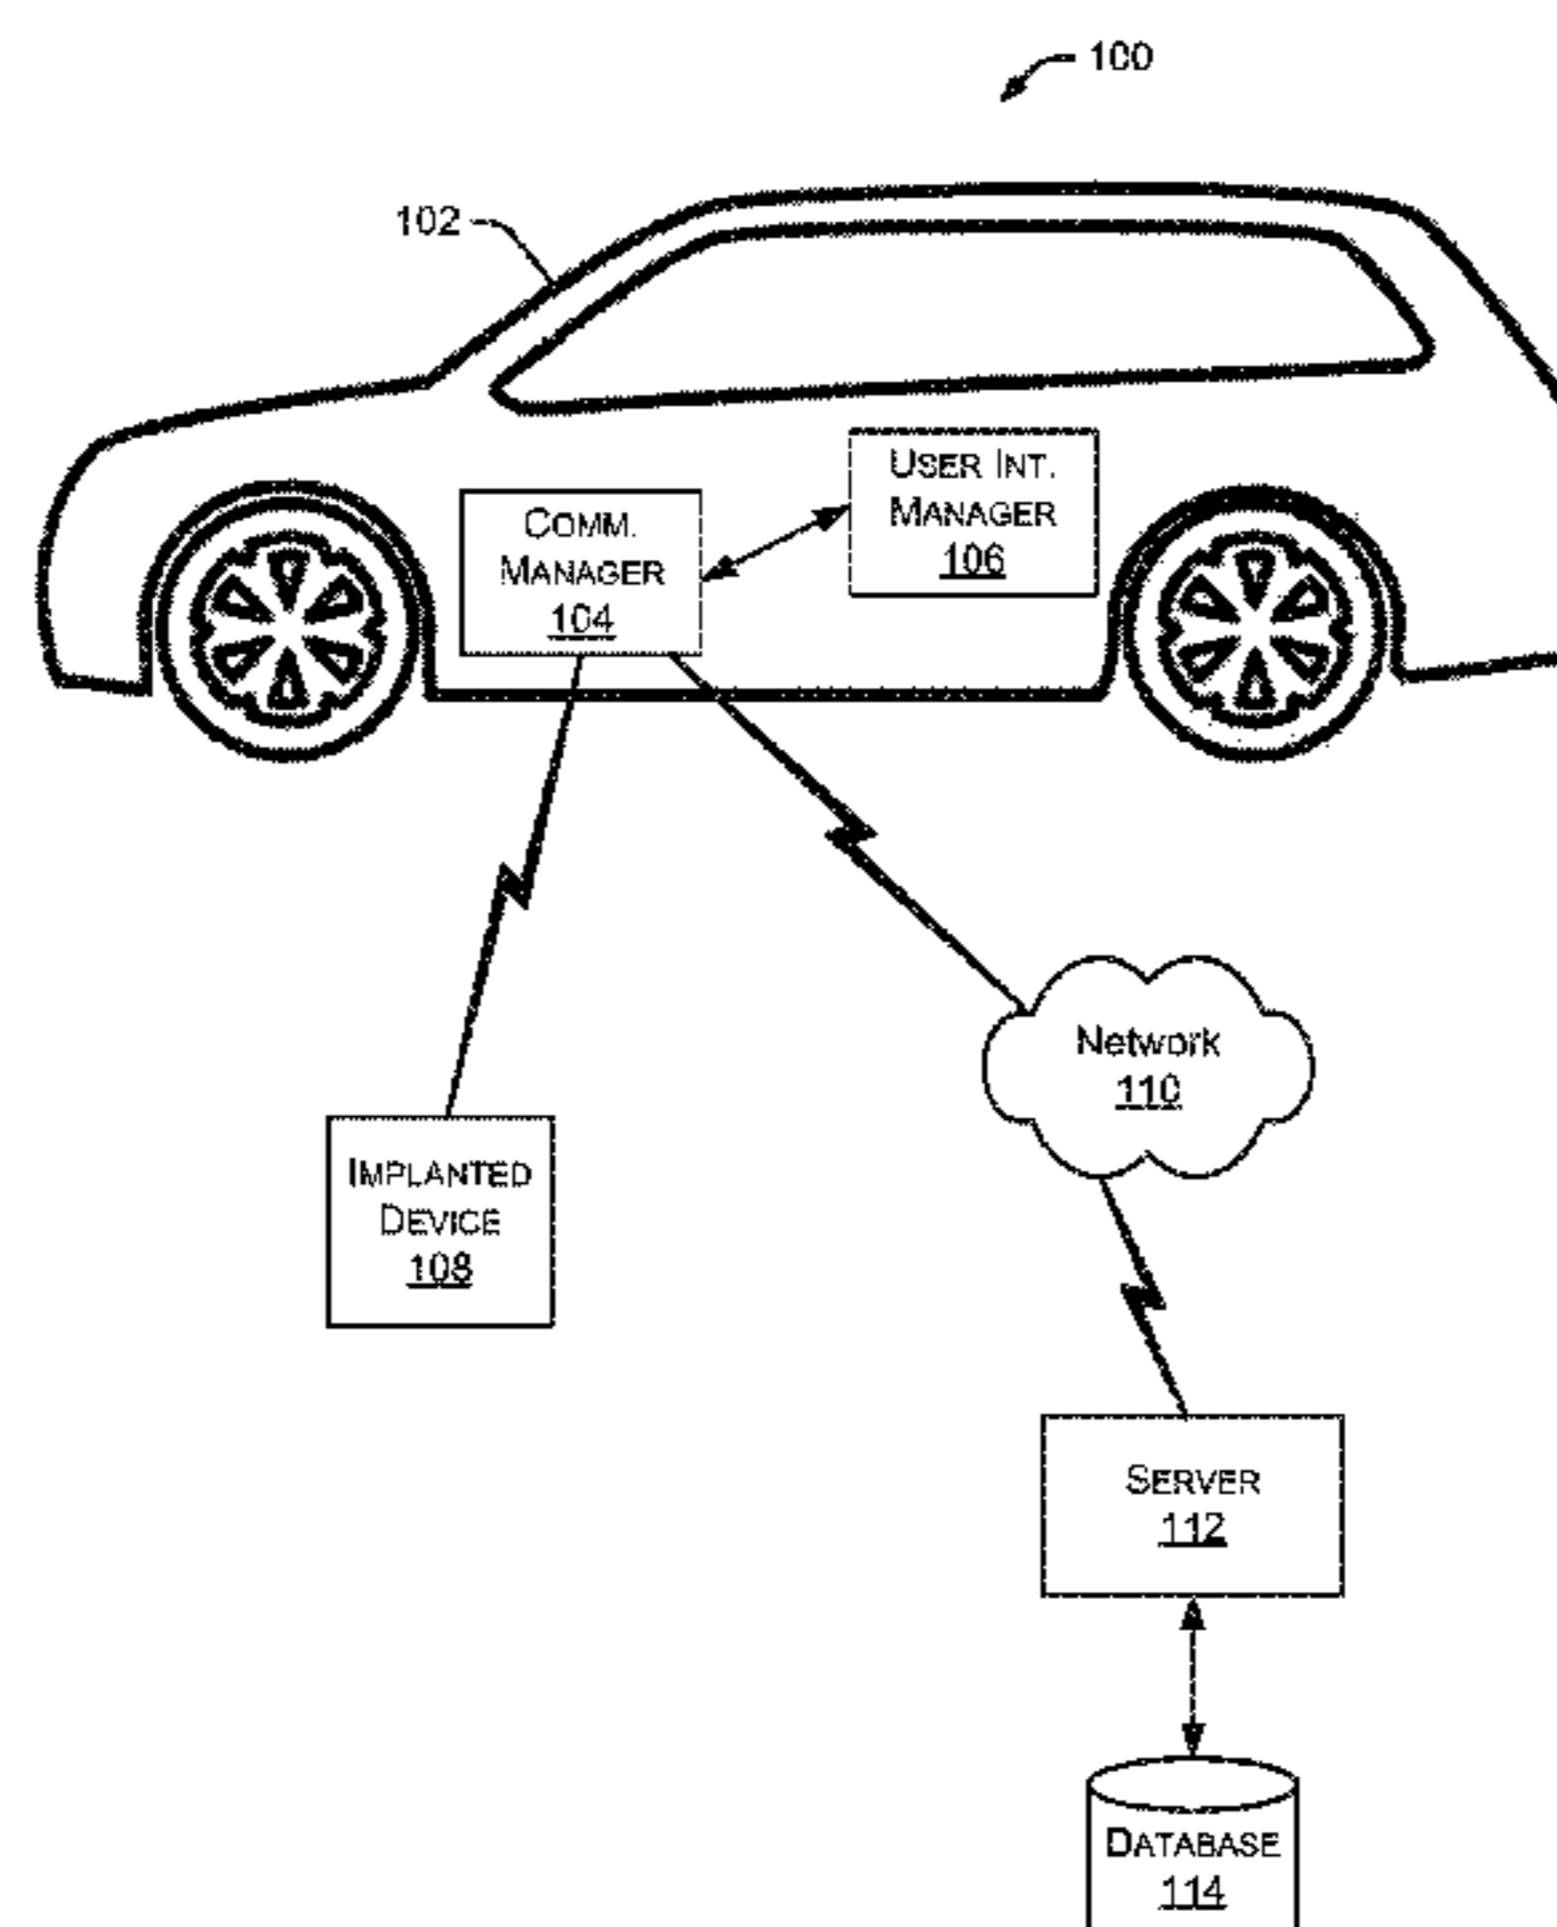 100
102
USER INT.
MANAGER
106
COMM.
MANAGER
104
Network
110
IMPLANTED
DEVICE
108
SERVER
112
DATABASE
114